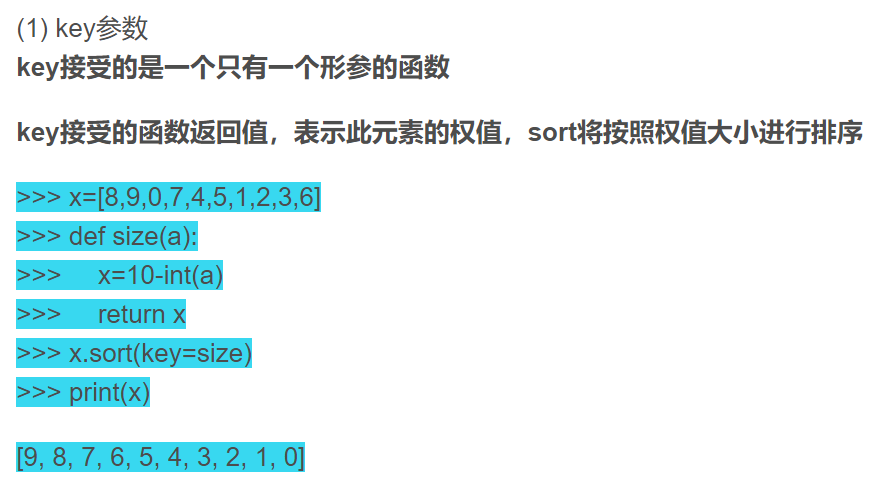 (1) key参数
key接受的是一个只有一个形参的函数
key接受的函数返回值，表示此元素的权值，sort将按照权值大小进行排序
>>> x=[8,9,0,7,4,5,1,2,3,6]
>>> def size(a):
>>>     x=10-int(a)
>>>     return x
>>> x.sort(key=size)
>>> print(x)
[9, 8, 7, 6, 5, 4, 3, 2, 1, 0]